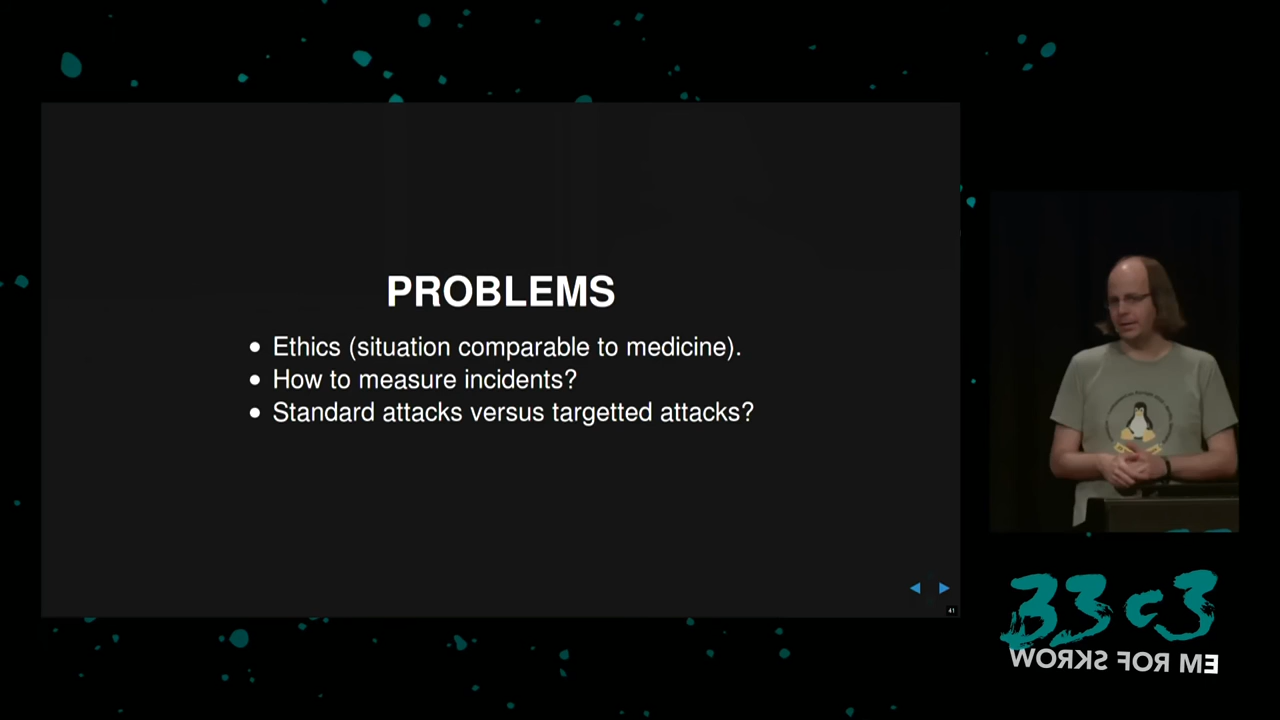 PROBLEMS
• Ethics (situation comparable to medicine).
• How to measure incidents?
• Standard attacks versus targetted attacks?
41
33c3
WORKS FOR ME